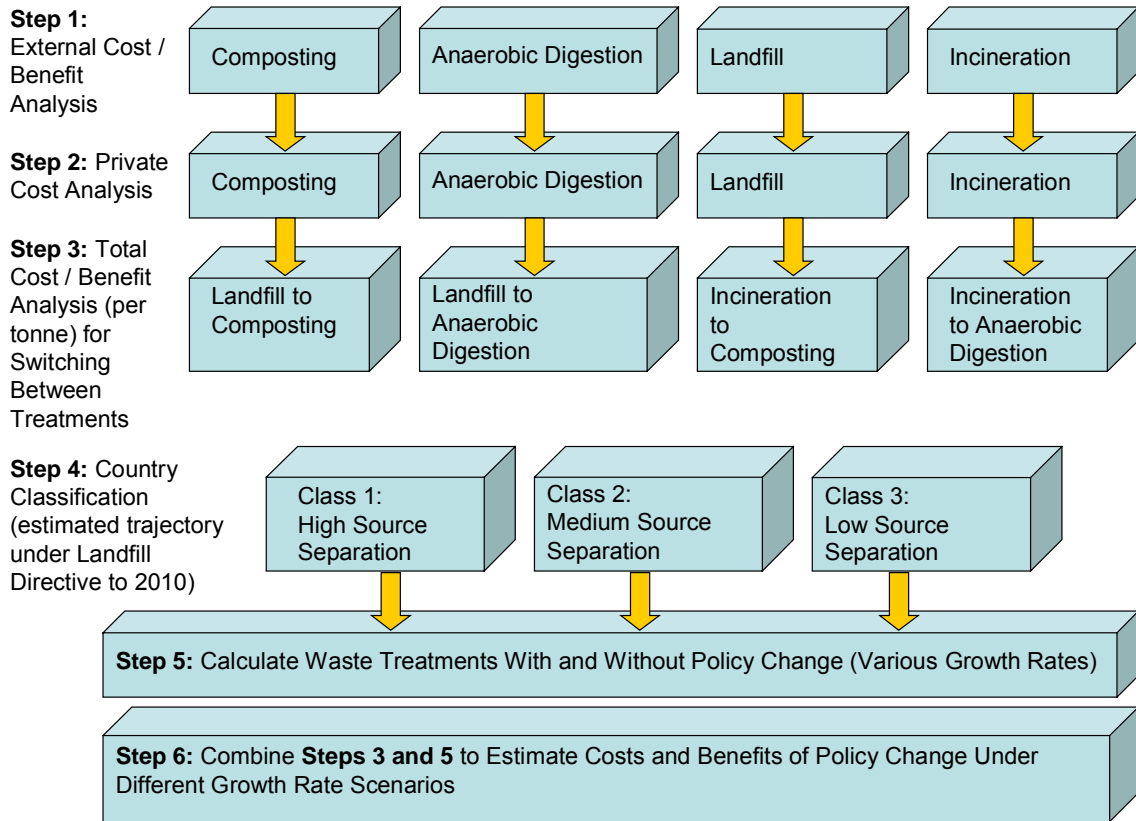 Step 1:
External Cost /
Benefit
Analysis
Composting
Anaerobic Digestion
Landfill
Incineration
Step 2: Private
Cost Analysis
Composting
Anaerobic Digestion
Landfill
Incineration
Step 3: Total
Cost / Benefit
Analysis (per
tonne) for
Switching
Between
Treatments
Landfill to
Composting
Landfill to
Anaerobic
Digestion
Incineration
to
Composting
Incineration
to Anaerobic
Digestion
Step 4: Country
Classification
(estimated trajectory
under Landfill
Directive to 2010)
Class 1:
High Source
Separation
Class 2:
Medium Source
Separation
Class 3:
Low Source
Separation
Step 5: Calculate Waste Treatments With and Without Policy Change (Various Growth Rates)
Step 6: Combine Steps 3 and 5 to Estimate Costs and Benefits of Policy Change Under
Different Growth Rate Scenarios